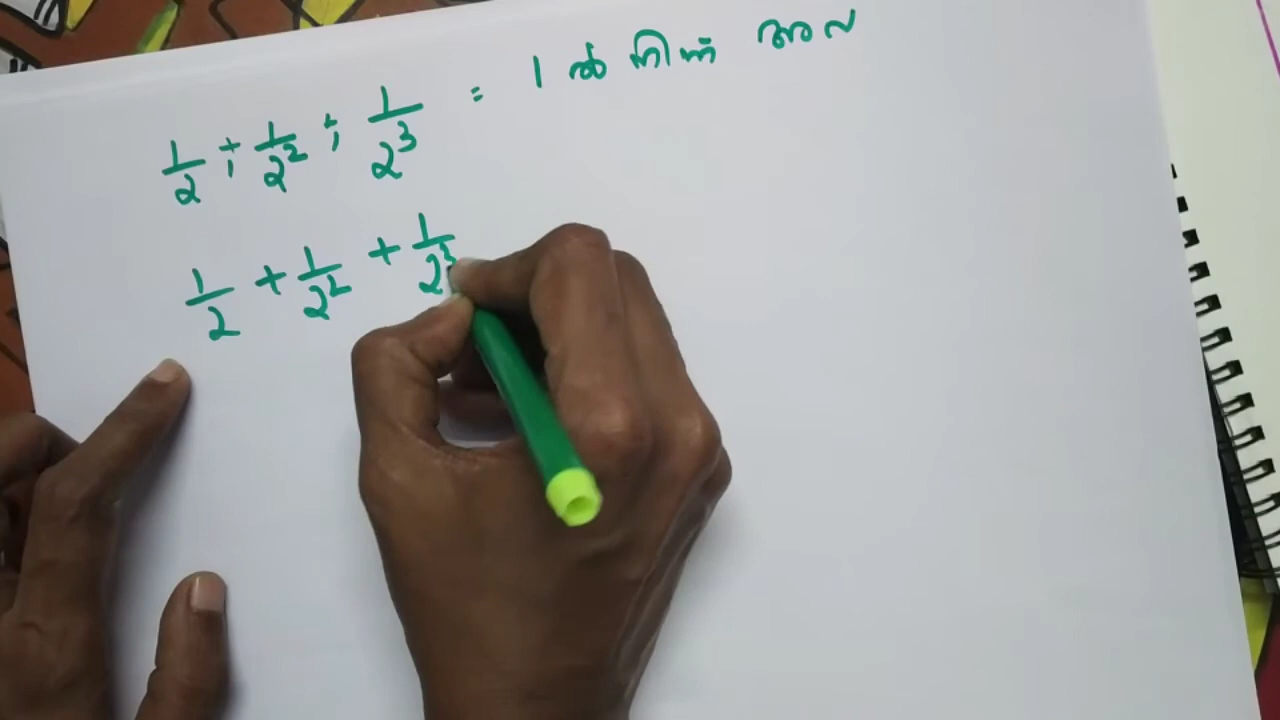 1/2 + 1/2² + 1/2³ = 1 ൽ നിന്ന്
1/2 + 1/2² + 1/2³